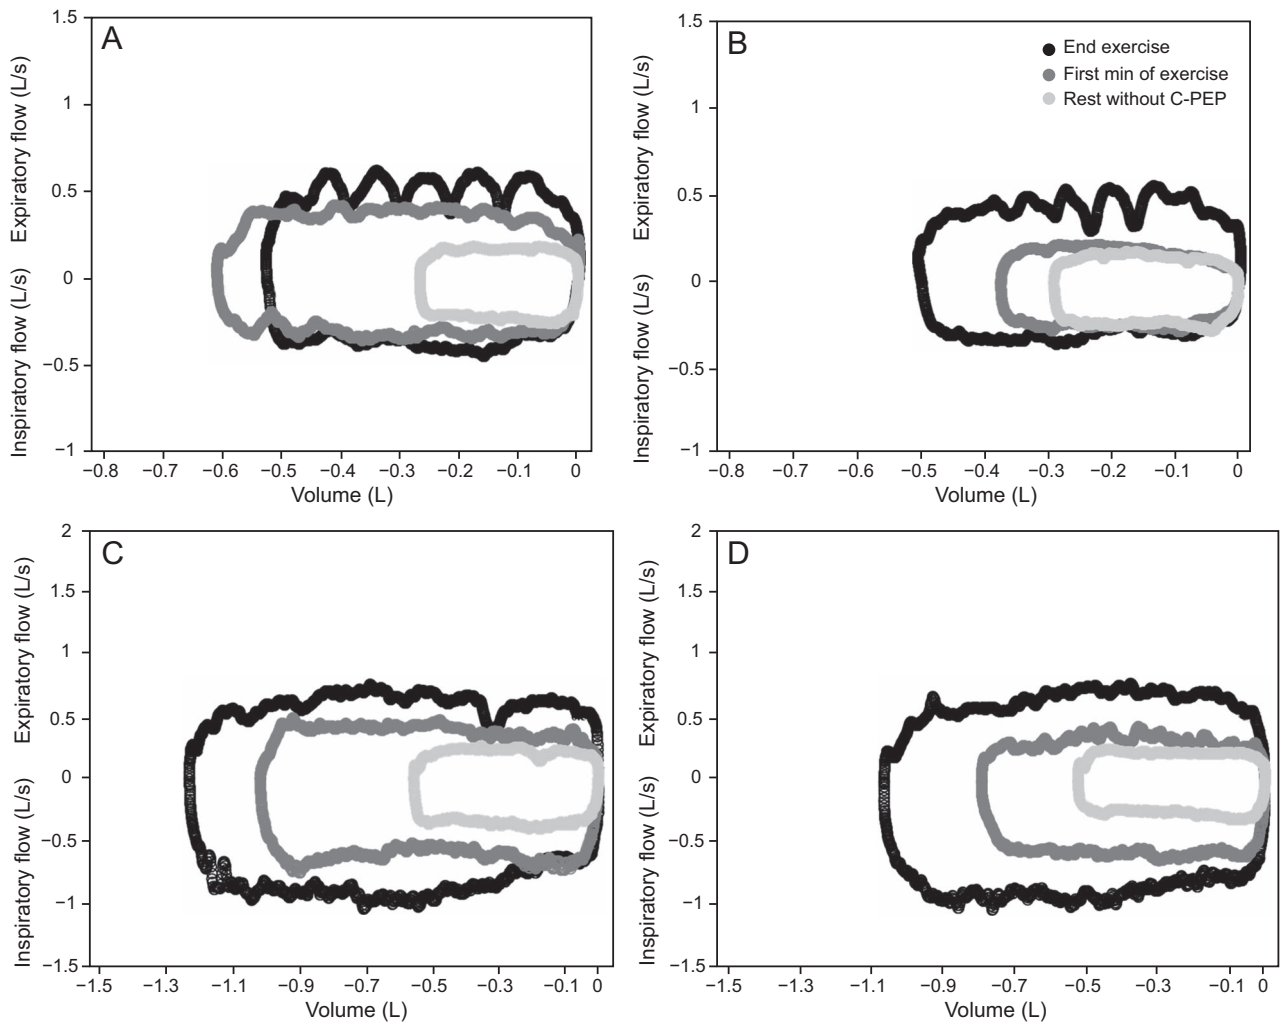 A
1.5
1
0.5
0
−0.5
−1
Expiratory flow (L/s)
Inspiratory flow (L/s)
−0.8 −0.7 −0.6 −0.5 −0.4 −0.3 −0.2 −0.1 0
Volume (L)
B
End exercise
First min of exercise
Rest without C-PEP
1.5
1
0.5
0
−0.5
−1
Expiratory flow (L/s)
Inspiratory flow (L/s)
−0.8 −0.7 −0.6 −0.5 −0.4 −0.3 −0.2 −0.1 0
Volume (L)
C
2
1.5
1
0.5
0
−0.5
−1
−1.5
Expiratory flow (L/s)
Inspiratory flow (L/s)
−1.5 −1.3 −1.1 −0.9 −0.7 −0.5 −0.3 −0.1 0
Volume (L)
D
2
1.5
1
0.5
0
−0.5
−1
−1.5
Expiratory flow (L/s)
Inspiratory flow (L/s)
−1.5 −1.3 −1.1 −0.9 −0.7 −0.5 −0.3 −0.1 0
Volume (L)